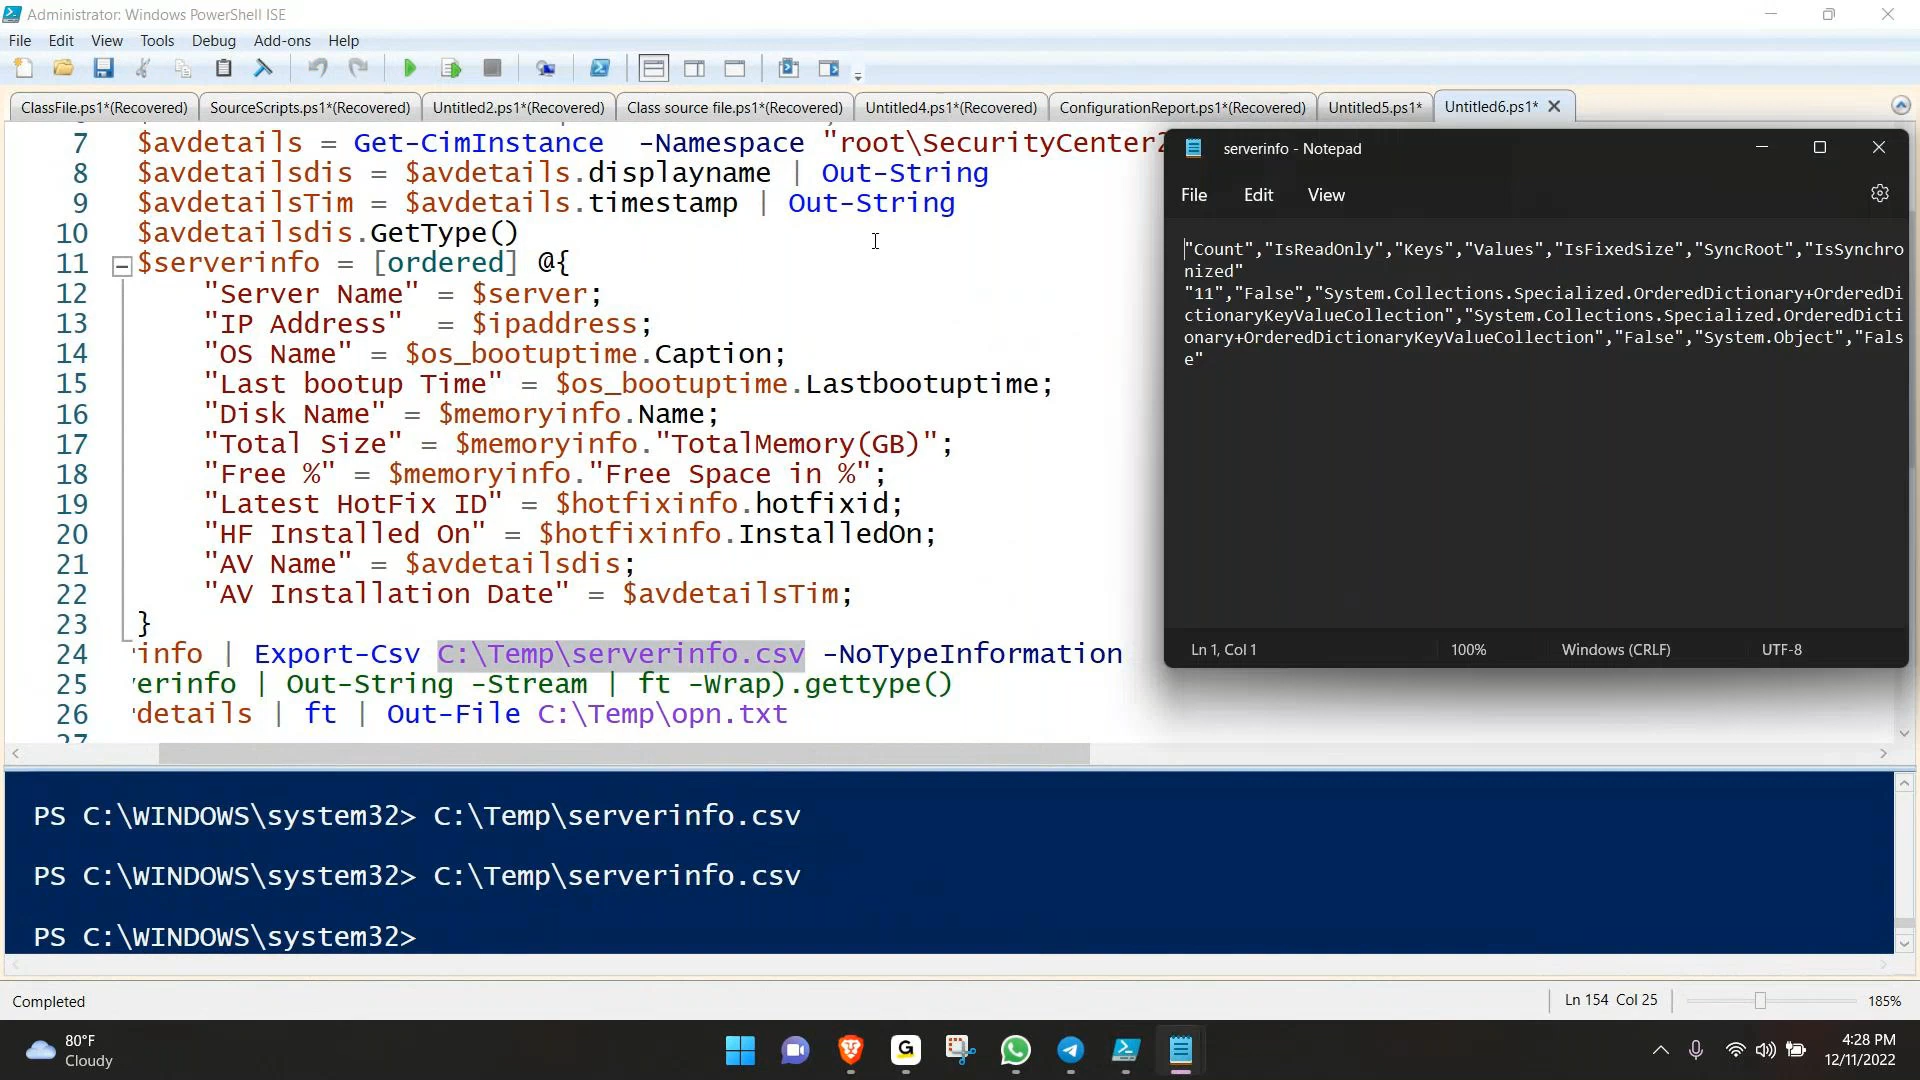 Administrator: Windows PowerShell ISE
File Edit View Tools Debug Add-ons Help
ClassFile.ps1*(Recovered) SourceScripts.ps1*(Recovered) Untitled2.ps1*(Recovered) Class source file.ps1*(Recovered) Untitled4.ps1*(Recovered) ConfigurationReport.ps1*(Recovered) Untitled5.ps1* Untitled6.ps1*
7 $avdetails = Get-CimInstance -Namespace "root\SecurityCenter2
8 $avdetailsdis = $avdetails.displayname | Out-String
9 $avdetailsTim = $avdetails.timestamp | Out-String
10 $avdetailsdis.GetType()
11 $serverinfo = [ordered] @{
12 "Server Name" = $server;
13 "IP Address" = $ipaddress;
14 "OS Name" = $os_bootuptime.Caption;
15 "Last bootup Time" = $os_bootuptime.Lastbootuptime;
16 "Disk Name" = $memoryinfo.Name;
17 "Total Size" = $memoryinfo."TotalMemory(GB)";
18 "Free %" = $memoryinfo."Free Space in %";
19 "Latest HotFix ID" = $hotfixinfo.hotfixid;
20 "HF Installed On" = $hotfixinfo.InstalledOn;
21 "AV Name" = $avdetailsdis;
22 "AV Installation Date" = $avdetailsTim;
23 }
24 info | Export-Csv C:\Temp\serverinfo.csv -NoTypeInformation
25 erinfo | Out-String -Stream | ft -Wrap).gettype()
26 details | ft | Out-File C:\Temp\opn.txt
27
serverinfo - Notepad
File Edit View
"Count","IsReadOnly","Keys","Values","IsFixedSize","SyncRoot","IsSynchro
nized"
"11","False","System.Collections.Specialized.OrderedDictionary+OrderedDi
ctionaryKeyValueCollection","System.Collections.Specialized.OrderedDicti
onary+OrderedDictionaryKeyValueCollection","False","System.Object","Fals
e"
Ln 1, Col 1 100% Windows (CRLF) UTF-8
PS C:\WINDOWS\system32> C:\Temp\serverinfo.csv
PS C:\WINDOWS\system32> C:\Temp\serverinfo.csv
PS C:\WINDOWS\system32>
Completed Ln 154 Col 25 185%
80°F
Cloudy
4:28 PM
12/11/2022